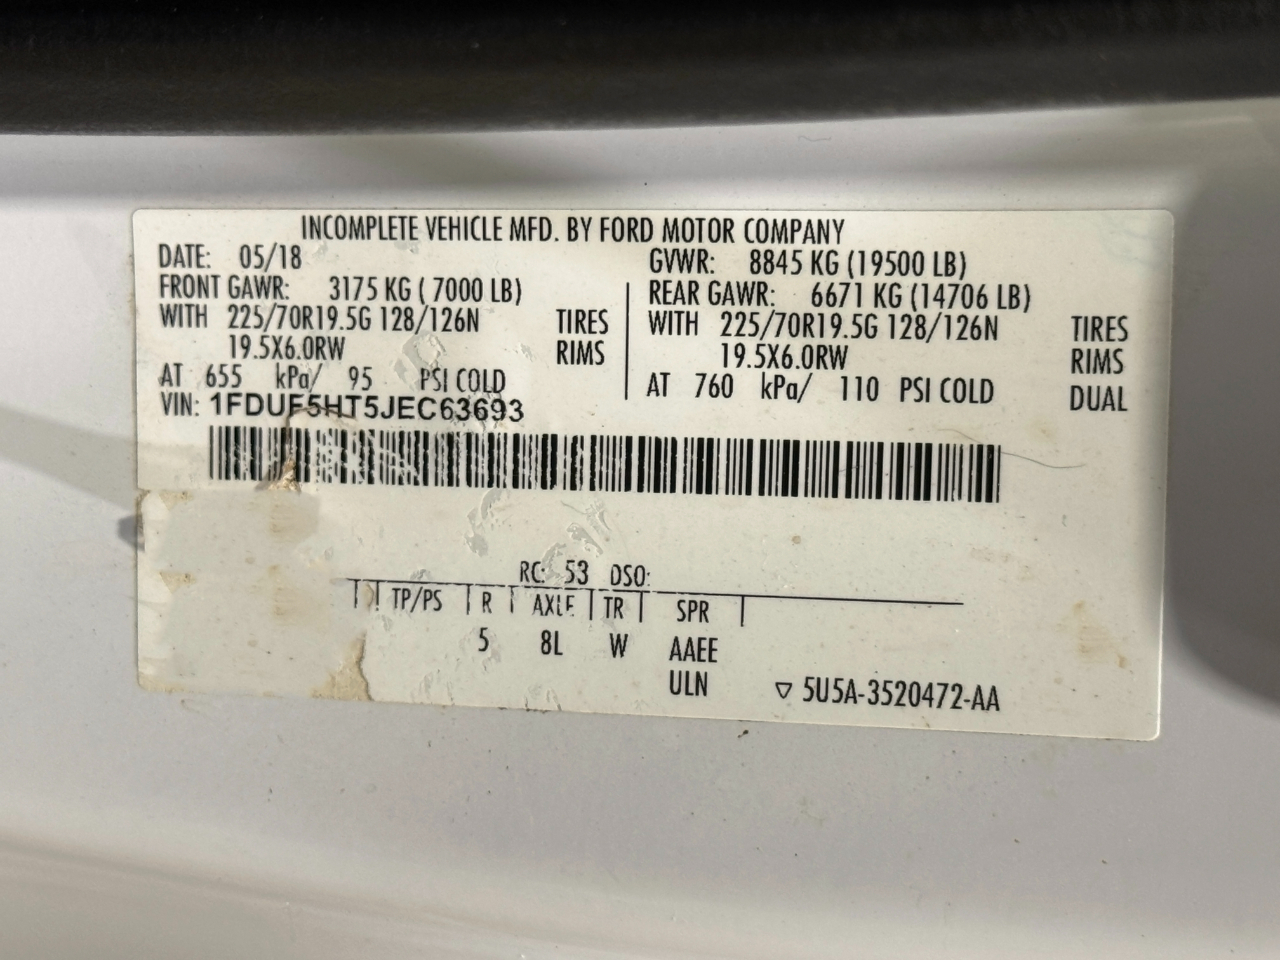 INCOMPLETE VEHICLE MFD. BY FORD MOTOR COMPANY
DATE: 05/18
GVWR: 8845 KG (19500 LB)
FRONT GAWR: 3175 KG ( 7000 LB)
REAR GAWR: 6671 KG (14706 LB)
WITH 225/70R19.5G 128/126N TIRES
WITH 225/70R19.5G 128/126N TIRES
19.5X6.0RW RIMS
19.5X6.0RW RIMS
AT 655 kPa/ 95 PSI COLD
AT 760 kPa/ 110 PSI COLD DUAL
VIN: 1FDUF5HT5JEC63693
RC: 53 DSO:
TP/PS R AXLE TR SPR
5 8L W AAEE
ULN
▽ 5U5A-3520472-AA